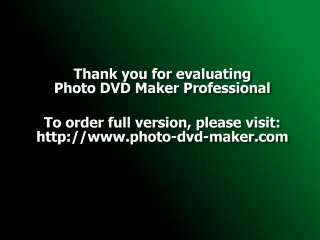 Thank you for evaluating
Photo DVD Maker Professional
To order full version, please visit:
http://www.photo-dvd-maker.com